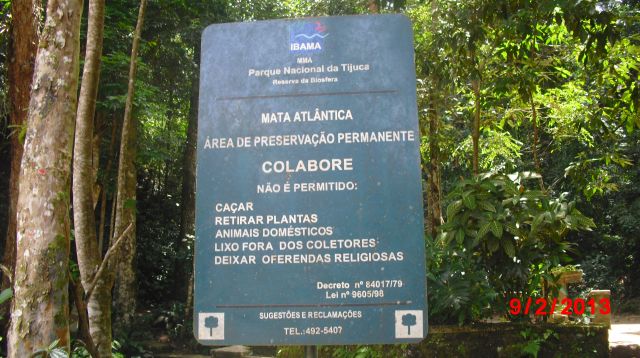 IBAMA
MMA
Parque Nacional da Tijuca
Reserva da Biosfera
MATA ATLÂNTICA
ÁREA DE PRESERVAÇÃO PERMANENTE
COLABORE
NÃO É PERMITIDO:
CAÇAR
RETIRAR PLANTAS
ANIMAIS DOMÉSTICOS
LIXO FORA DOS COLETORES
DEIXAR OFERENDAS RELIGIOSAS
Decreto nº 84017/79
Lei nº 9605/98
SUGESTÕES E RECLAMAÇÕES
TEL.: 492-5407
9/2/2013